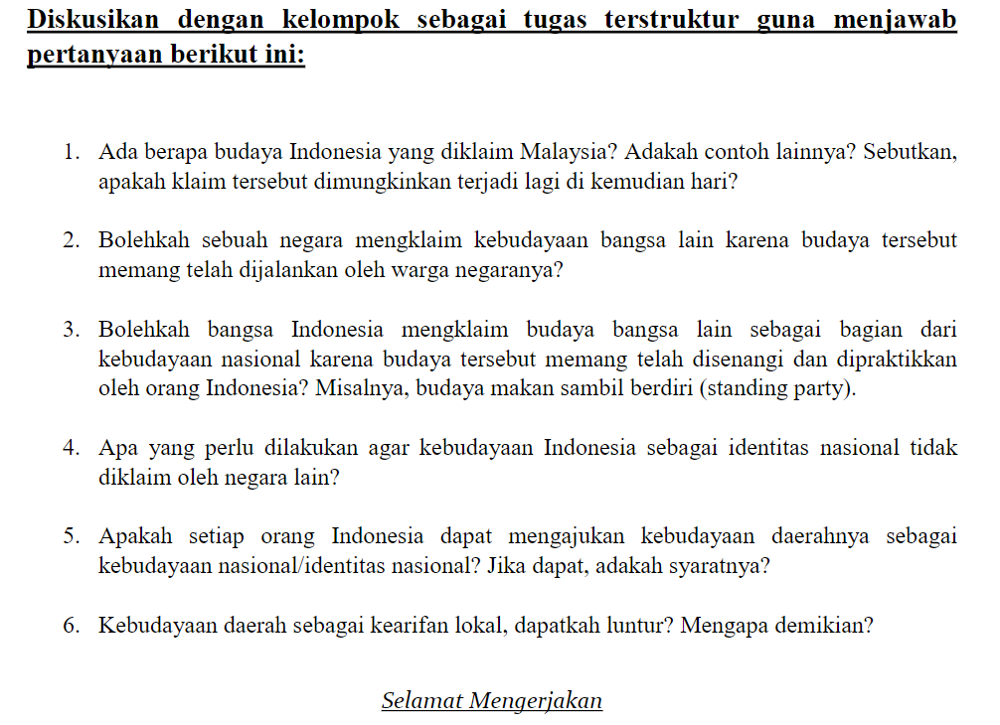 Diskusikan dengan kelompok sebagai tugas terstruktur guna menjawab
pertanyaan berikut ini:
1. Ada berapa budaya Indonesia yang diklaim Malaysia? Adakah contoh lainnya? Sebutkan,
apakah klaim tersebut dimungkinkan terjadi lagi di kemudian hari?
2. Bolehkah sebuah negara mengklaim kebudayaan bangsa lain karena budaya tersebut
memang telah dijalankan oleh warga negaranya?
3. Bolehkah bangsa Indonesia mengklaim budaya bangsa lain sebagai bagian dari
kebudayaan nasional karena budaya tersebut memang telah disenangi dan dipraktikkan
oleh orang Indonesia? Misalnya, budaya makan sambil berdiri (standing party).
4. Apa yang perlu dilakukan agar kebudayaan Indonesia sebagai identitas nasional tidak
diklaim oleh negara lain?
5. Apakah setiap orang Indonesia dapat mengajukan kebudayaan daerahnya sebagai
kebudayaan nasional/identitas nasional? Jika dapat, adakah syaratnya?
6. Kebudayaan daerah sebagai kearifan lokal, dapatkah luntur? Mengapa demikian?
Selamat Mengerjakan